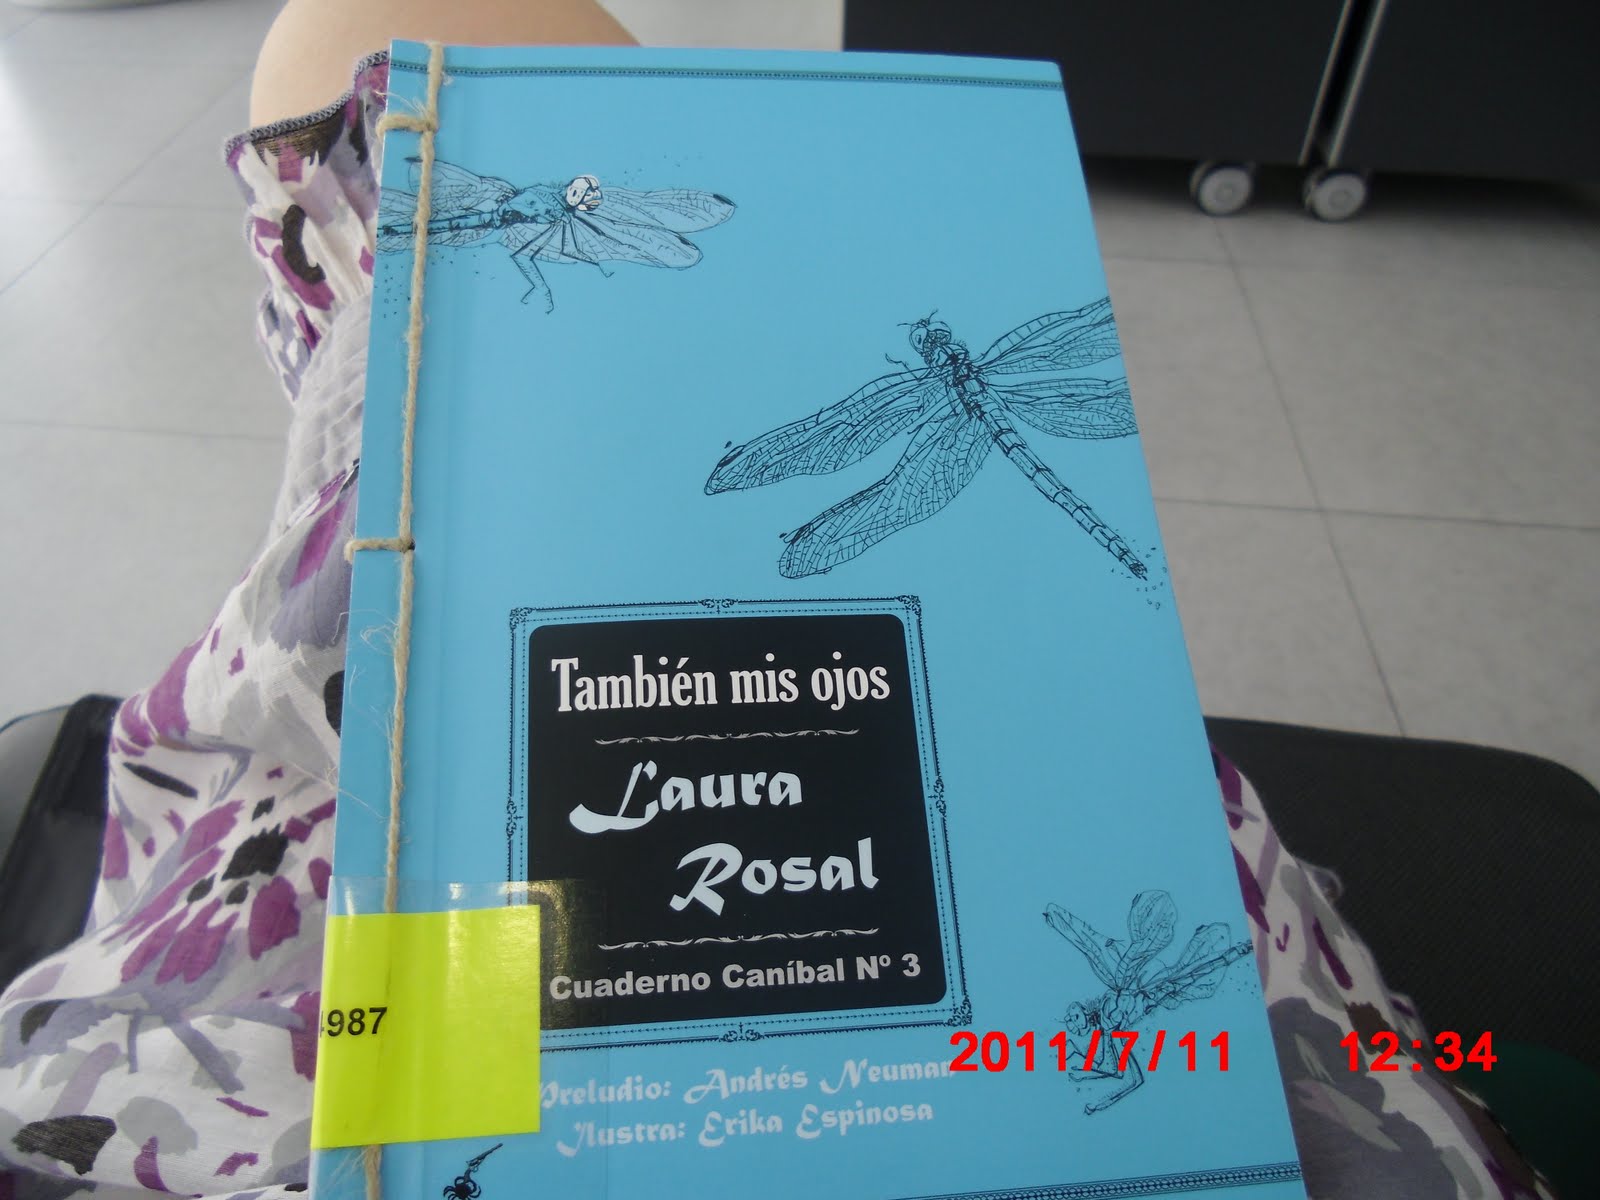 También mis ojos
Laura
Rosal
Cuaderno Caníbal Nº 3
4987
Preludio: Andrés Neuman
Ilustra: Erika Espinosa
2011/7/11 12:34